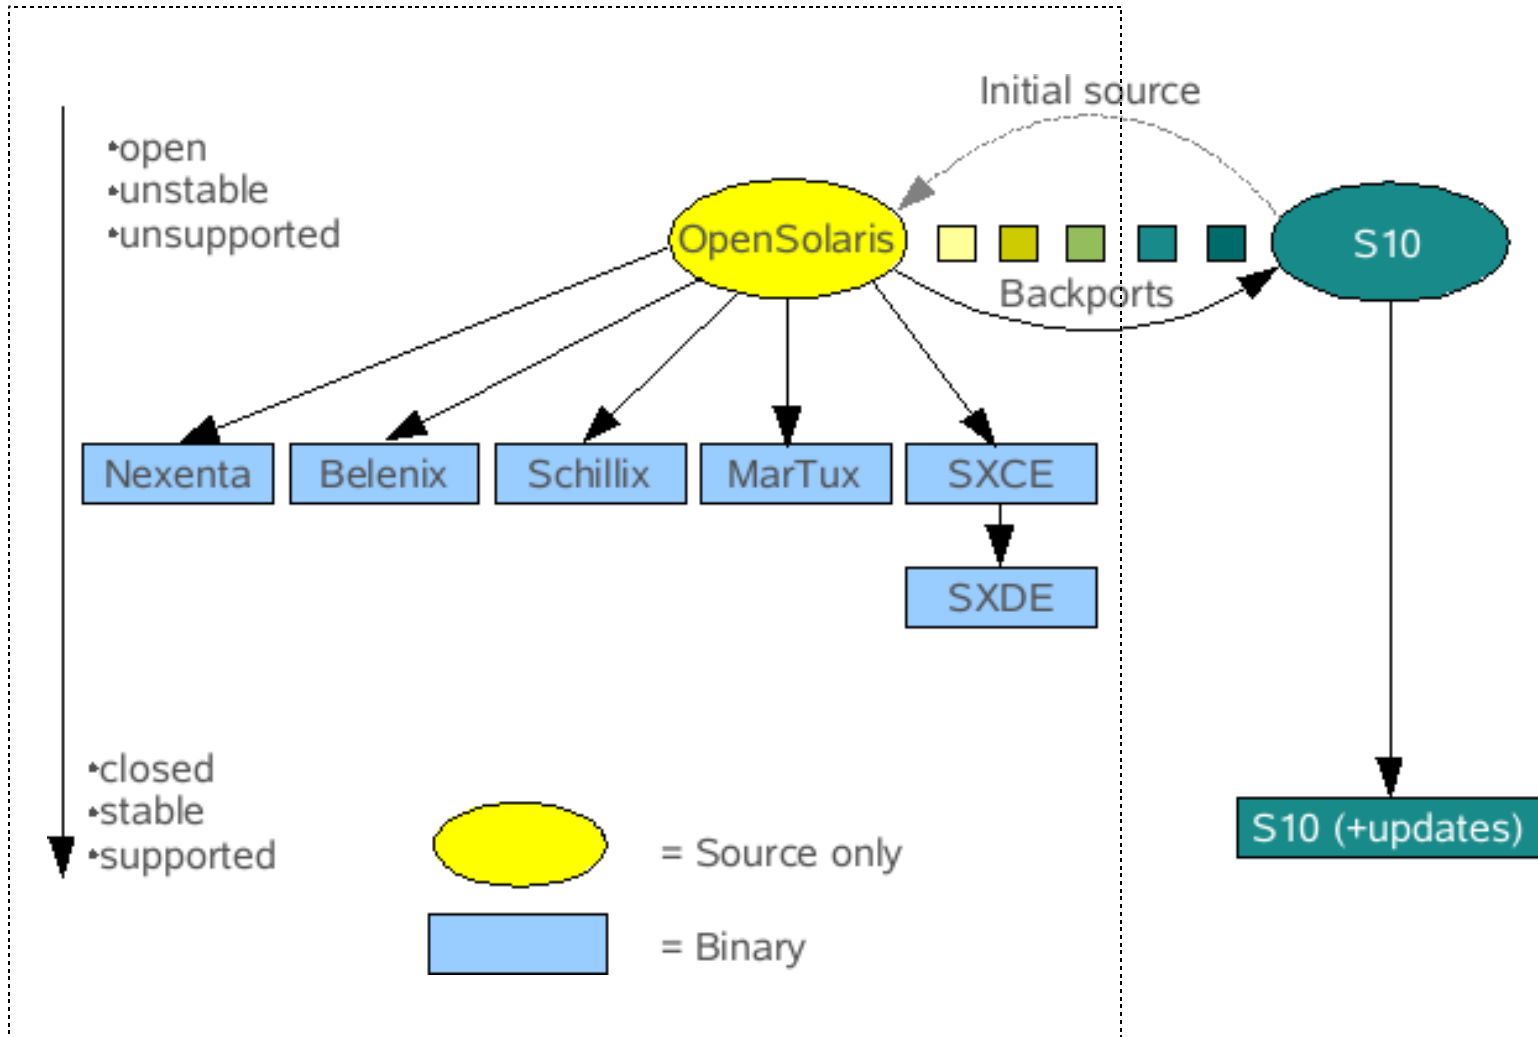 Initial source
•open
•unstable
•unsupported
OpenSolaris
S10
Backports
Nexenta
Belenix
Schillix
MarTux
SXCE
SXDE
•closed
•stable
•supported
S10 (+updates)
= Source only
= Binary